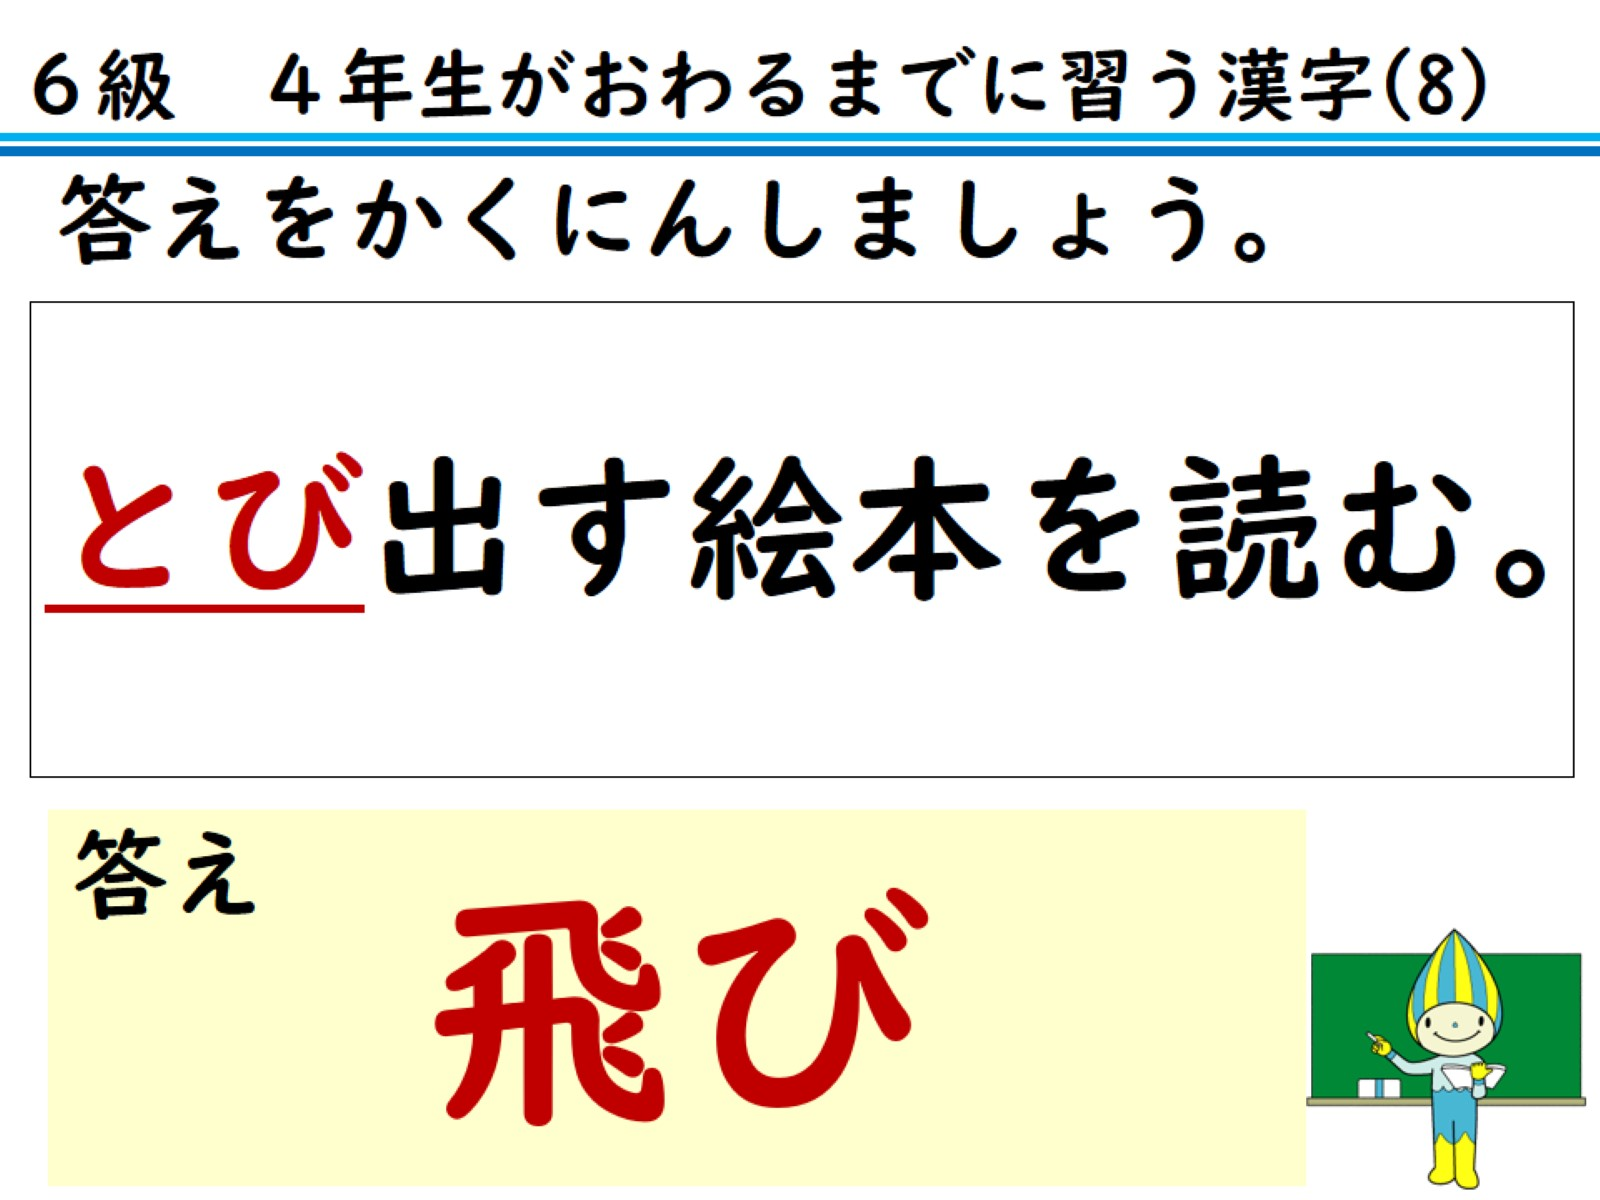 ６級　４年生がおわるまでに習う漢字(8)
答えをかくにんしましょう。
とび出す絵本を読む。
答え
飛び